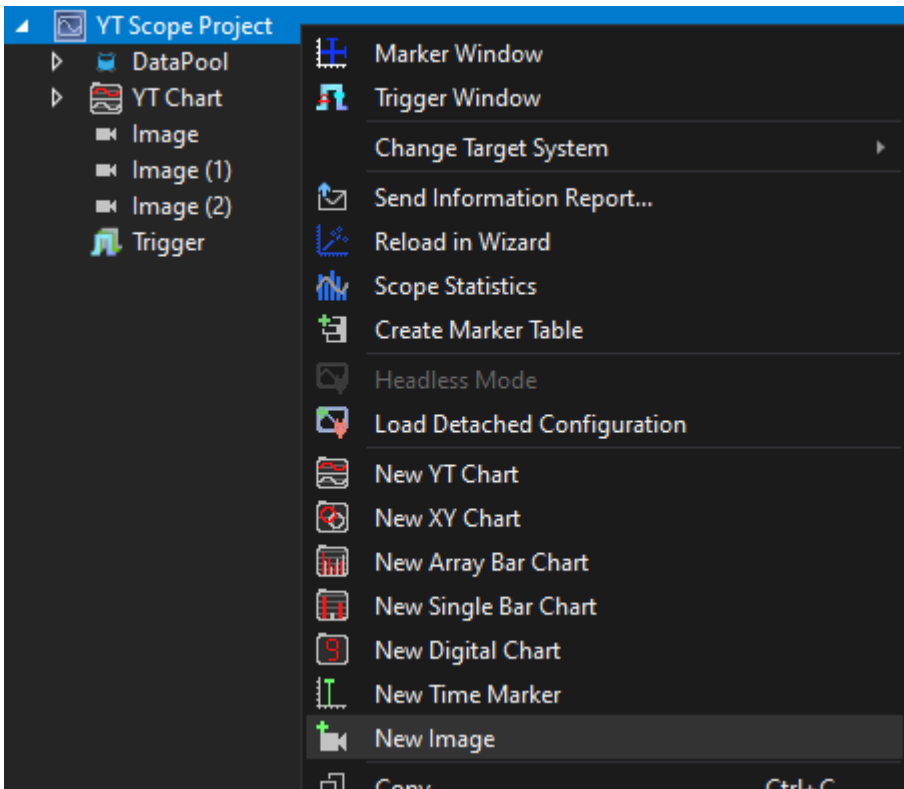 YT Scope Project
DataPool
YT Chart
Image
Image (1)
Image (2)
Trigger
Marker Window
Trigger Window
Change Target System
Send Information Report...
Reload in Wizard
Scope Statistics
Create Marker Table
Headless Mode
Load Detached Configuration
New YT Chart
New XY Chart
New Array Bar Chart
New Single Bar Chart
New Digital Chart
New Time Marker
New Image
Copy Ctrl+C